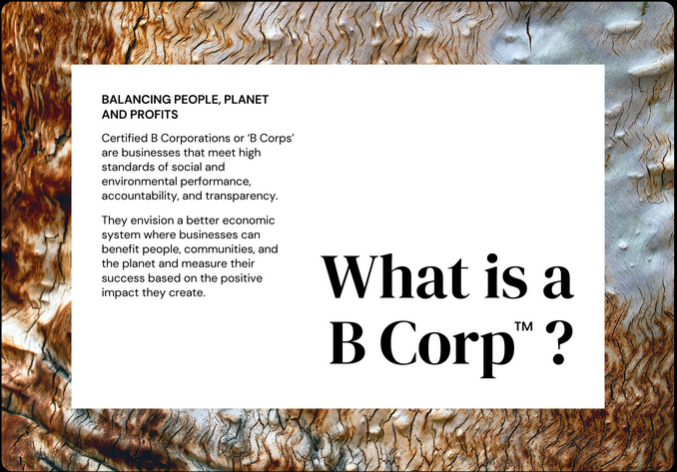 BALANCING PEOPLE, PLANET
AND PROFITS
Certified B Corporations or ‘B Corps’
are businesses that meet high
standards of social and
environmental performance,
accountability, and transparency.
They envision a better economic
system where businesses can
benefit people, communities, and
the planet and measure their
success based on the positive
impact they create.
What is a
B Corp™ ?